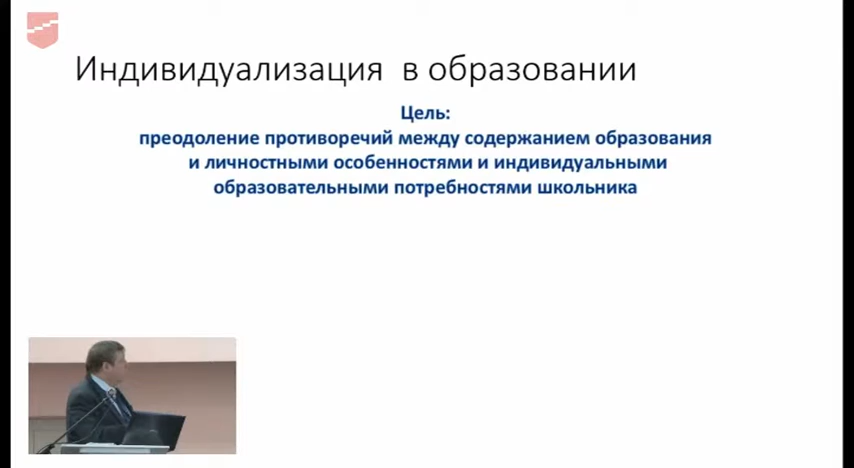 Индивидуализация в образовании
Цель:
преодоление противоречий между содержанием образования
и личностными особенностями и индивидуальными
образовательными потребностями школьника